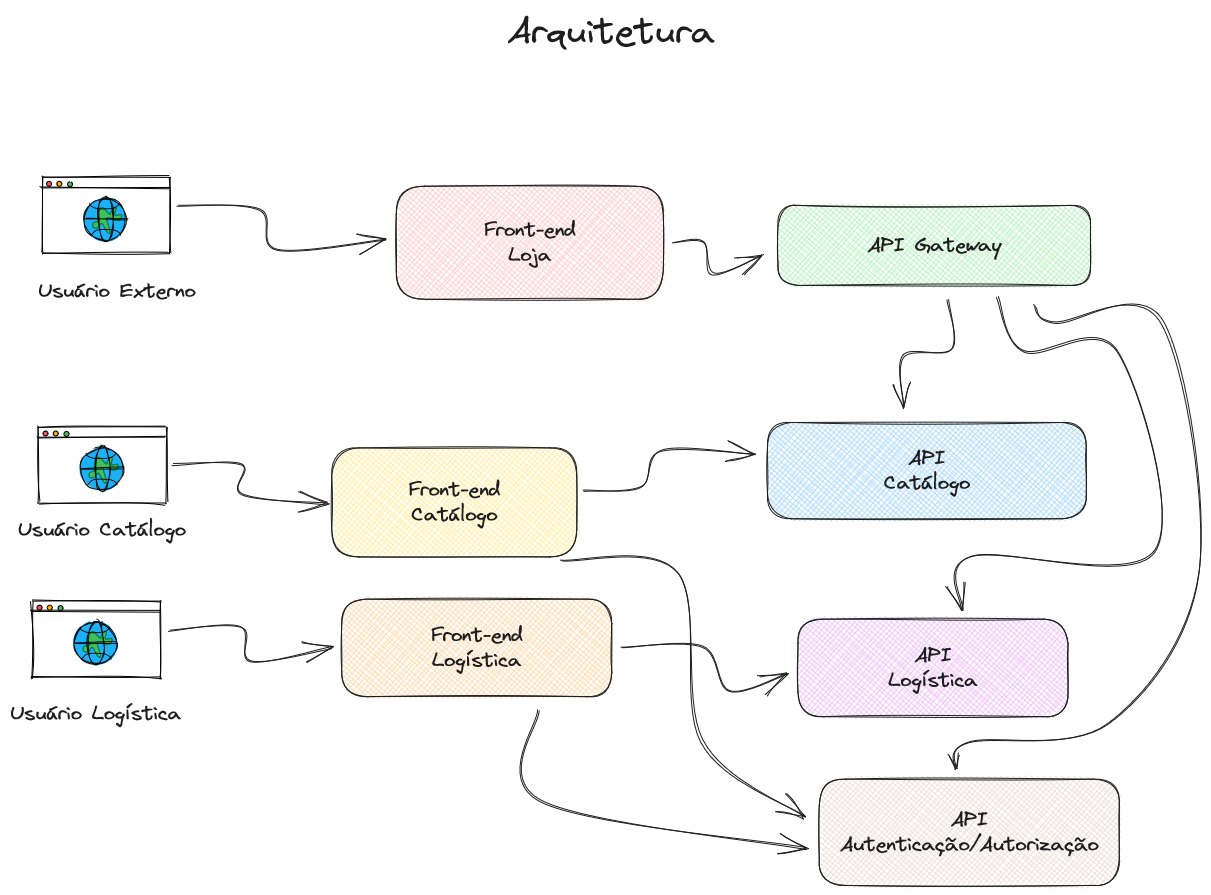 Arquitetura
Front-end
Loja
API Gateway
Usuário Externo
API
Catálogo
Front-end
Catálogo
Usuário Catálogo
Front-end
Logística
API
Logística
Usuário Logística
API
Autenticação/Autorização